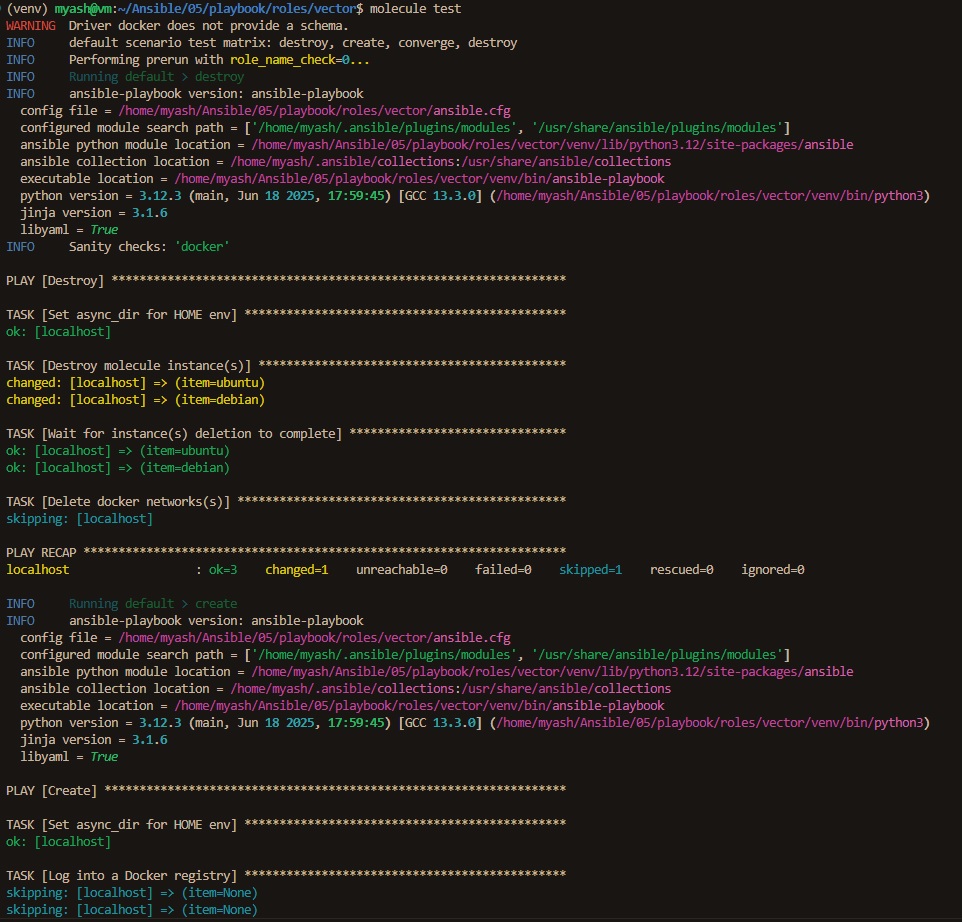 (venv) myash@vm:~/Ansible/05/playbook/roles/vector$ molecule test
WARNING  Driver docker does not provide a schema.
INFO     default scenario test matrix: destroy, create, converge, destroy
INFO     Performing prerun with role_name_check=0...
INFO     Running default > destroy
INFO     ansible-playbook version: ansible-playbook
  config file = /home/myash/Ansible/05/playbook/roles/vector/ansible.cfg
  configured module search path = ['/home/myash/.ansible/plugins/modules', '/usr/share/ansible/plugins/modules']
  ansible python module location = /home/myash/Ansible/05/playbook/roles/vector/venv/lib/python3.12/site-packages/ansible
  ansible collection location = /home/myash/.ansible/collections:/usr/share/ansible/collections
  executable location = /home/myash/Ansible/05/playbook/roles/vector/venv/bin/ansible-playbook
  python version = 3.12.3 (main, Jun 18 2025, 17:59:45) [GCC 13.3.0] (/home/myash/Ansible/05/playbook/roles/vector/venv/bin/python3)
  jinja version = 3.1.6
  libyaml = True
INFO     Sanity checks: 'docker'
PLAY [Destroy] *****************************************************************
TASK [Set async_dir for HOME env] **********************************************
ok: [localhost]
TASK [Destroy molecule instance(s)] ********************************************
changed: [localhost] => (item=ubuntu)
changed: [localhost] => (item=debian)
TASK [Wait for instance(s) deletion to complete] *******************************
ok: [localhost] => (item=ubuntu)
ok: [localhost] => (item=debian)
TASK [Delete docker networks(s)] ***********************************************
skipping: [localhost]
PLAY RECAP *********************************************************************
localhost                  : ok=3    changed=1    unreachable=0    failed=0    skipped=1    rescued=0    ignored=0
INFO     Running default > create
INFO     ansible-playbook version: ansible-playbook
  config file = /home/myash/Ansible/05/playbook/roles/vector/ansible.cfg
  configured module search path = ['/home/myash/.ansible/plugins/modules', '/usr/share/ansible/plugins/modules']
  ansible python module location = /home/myash/Ansible/05/playbook/roles/vector/venv/lib/python3.12/site-packages/ansible
  ansible collection location = /home/myash/.ansible/collections:/usr/share/ansible/collections
  executable location = /home/myash/Ansible/05/playbook/roles/vector/venv/bin/ansible-playbook
  python version = 3.12.3 (main, Jun 18 2025, 17:59:45) [GCC 13.3.0] (/home/myash/Ansible/05/playbook/roles/vector/venv/bin/python3)
  jinja version = 3.1.6
  libyaml = True
PLAY [Create] ******************************************************************
TASK [Set async_dir for HOME env] **********************************************
ok: [localhost]
TASK [Log into a Docker registry] **********************************************
skipping: [localhost] => (item=None)
skipping: [localhost] => (item=None)